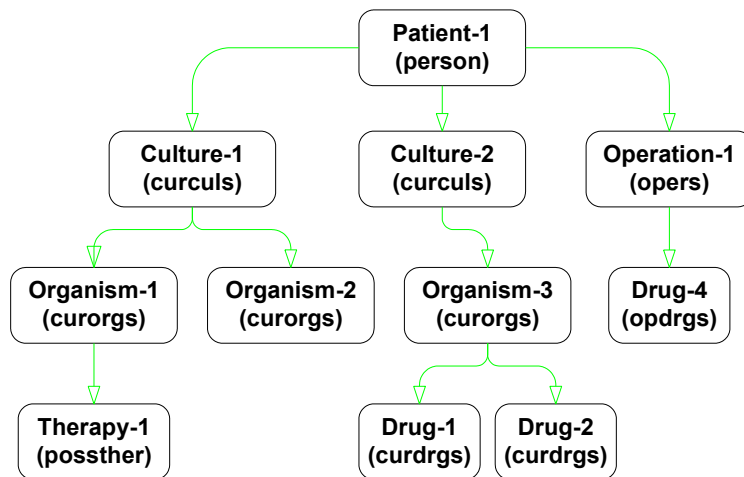 Patient-1
(person)
Culture-1
(curculs)
Culture-2
(curculs)
Operation-1
(opers)
Organism-1
(curorgs)
Organism-2
(curorgs)
Organism-3
(curorgs)
Drug-4
(opdrgs)
Therapy-1
(possther)
Drug-1
(curdrgs)
Drug-2
(curdrgs)